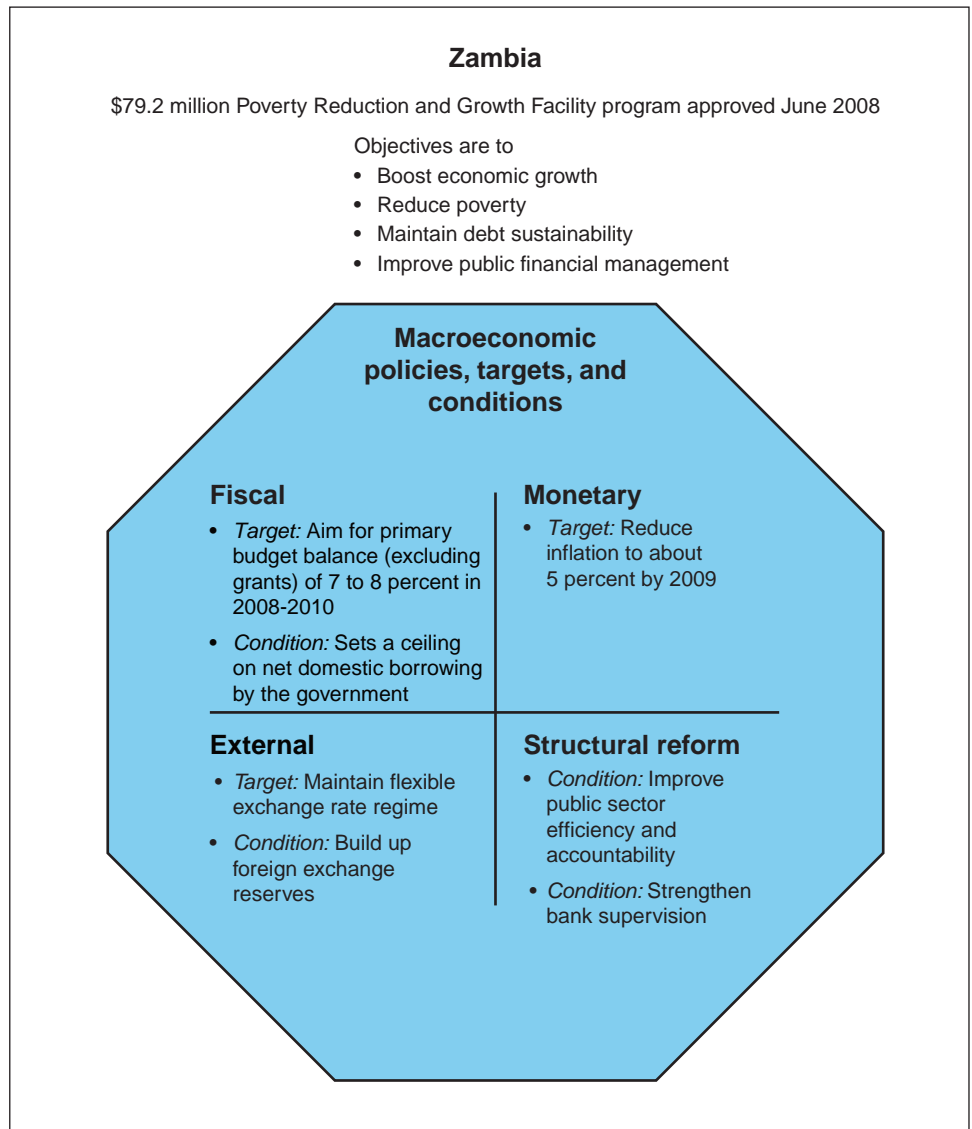 Zambia
$79.2 million Poverty Reduction and Growth Facility program approved June 2008
Objectives are to
• Boost economic growth
• Reduce poverty
• Maintain debt sustainability
• Improve public financial management
Macroeconomic
policies, targets, and
conditions
Fiscal
• Target: Aim for primary
budget balance (excluding
grants) of 7 to 8 percent in
2008-2010
• Condition: Sets a ceiling
on net domestic borrowing
by the government
Monetary
• Target: Reduce
inflation to about
5 percent by 2009
External
• Target: Maintain flexible
exchange rate regime
• Condition: Build up
foreign exchange
reserves
Structural reform
• Condition: Improve
public sector
efficiency and
accountability
• Condition: Strengthen
bank supervision